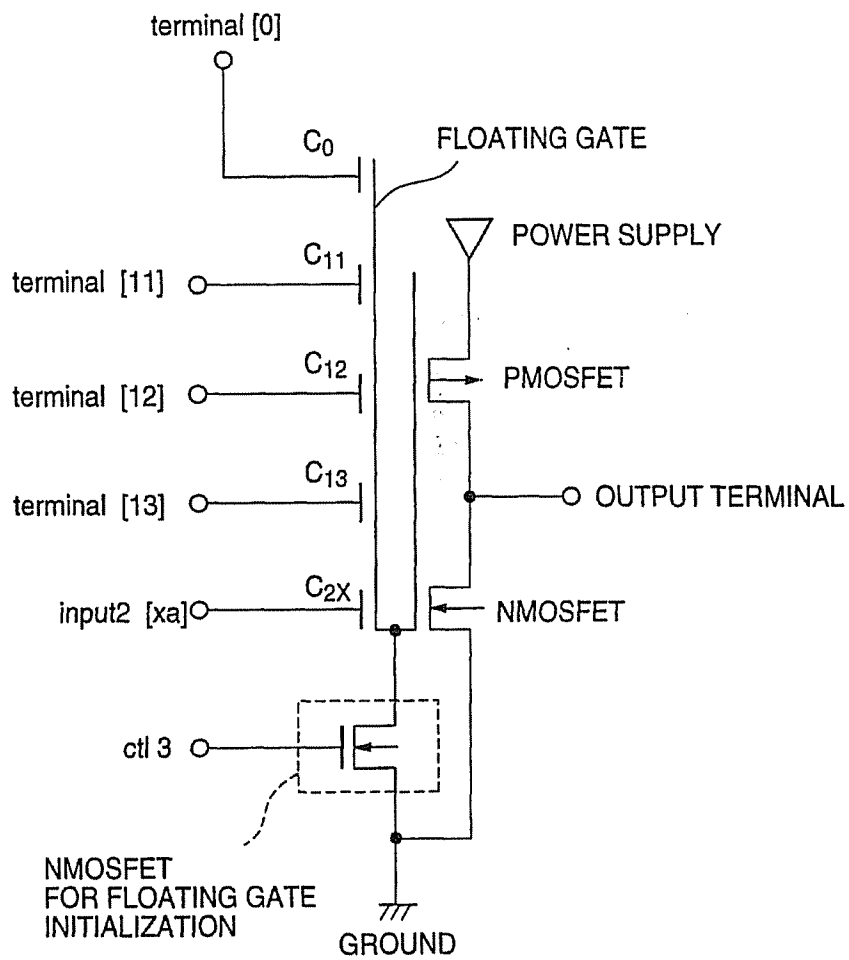 terminal [0]
C0
FLOATING GATE
POWER SUPPLY
C11
terminal [11]
C12
PMOSFET
terminal [12]
C13
terminal [13]
OUTPUT TERMINAL
C2X
input2 [xa]
NMOSFET
ctl 3
NMOSFET
FOR FLOATING GATE
INITIALIZATION
GROUND